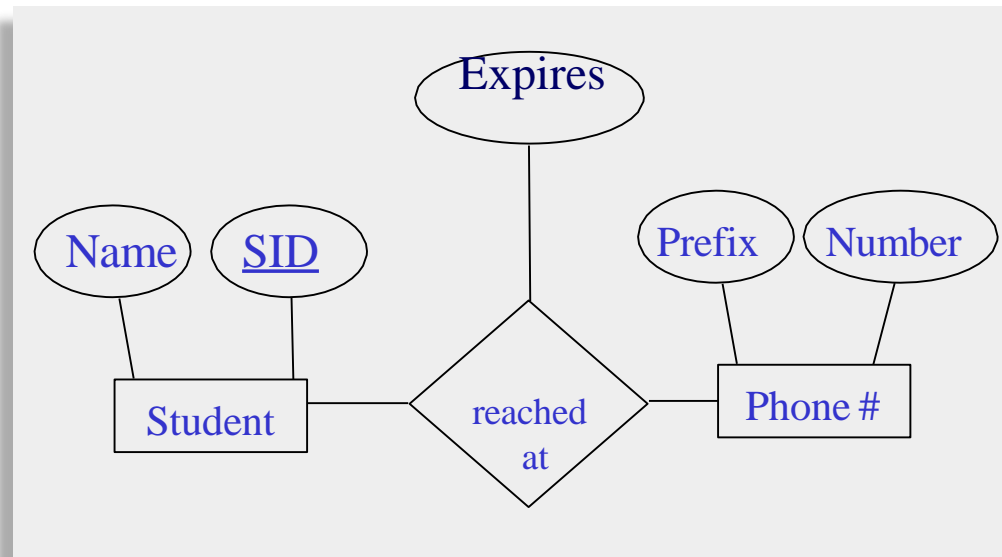 Expires
Name
SID
Prefix
Number
Student
reached
at
Phone #